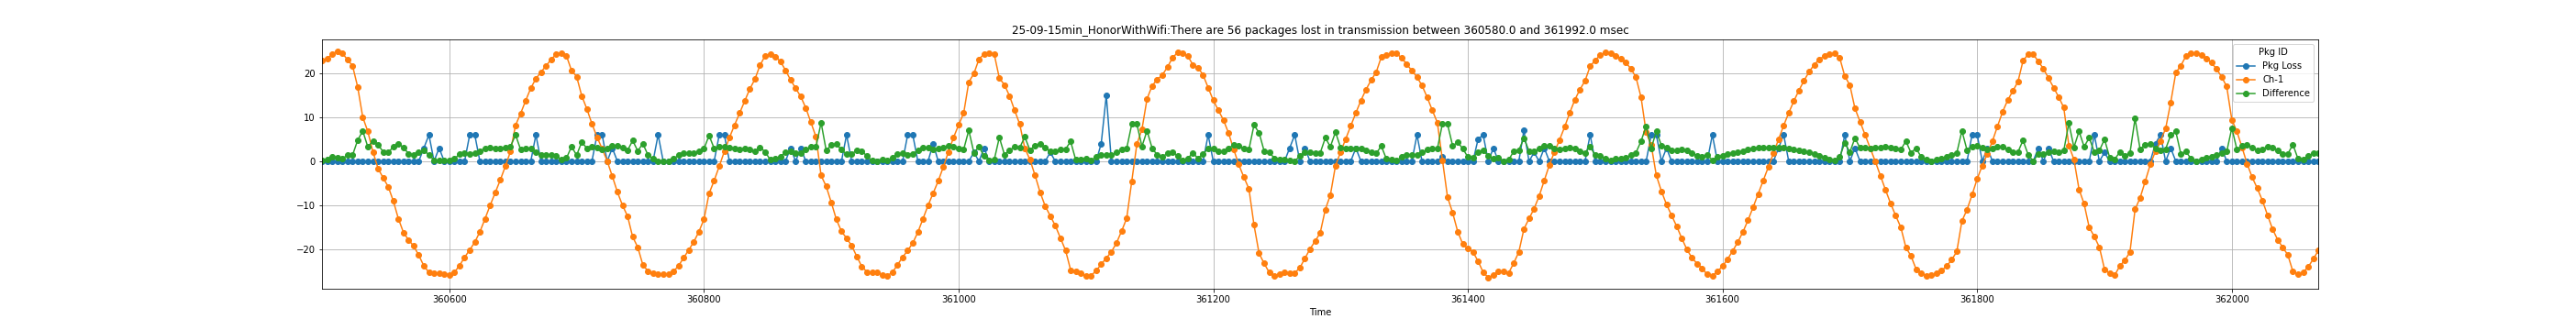 25-09-15min_HonorWithWifi:There are 56 packages lost in transmission between 360580.0 and 361992.0 msec
Pkg ID
Pkg Loss
Ch-1
Difference
20
10
0
−10
−20
360600 360800 361000 361200 361400 361600 361800 362000
Time